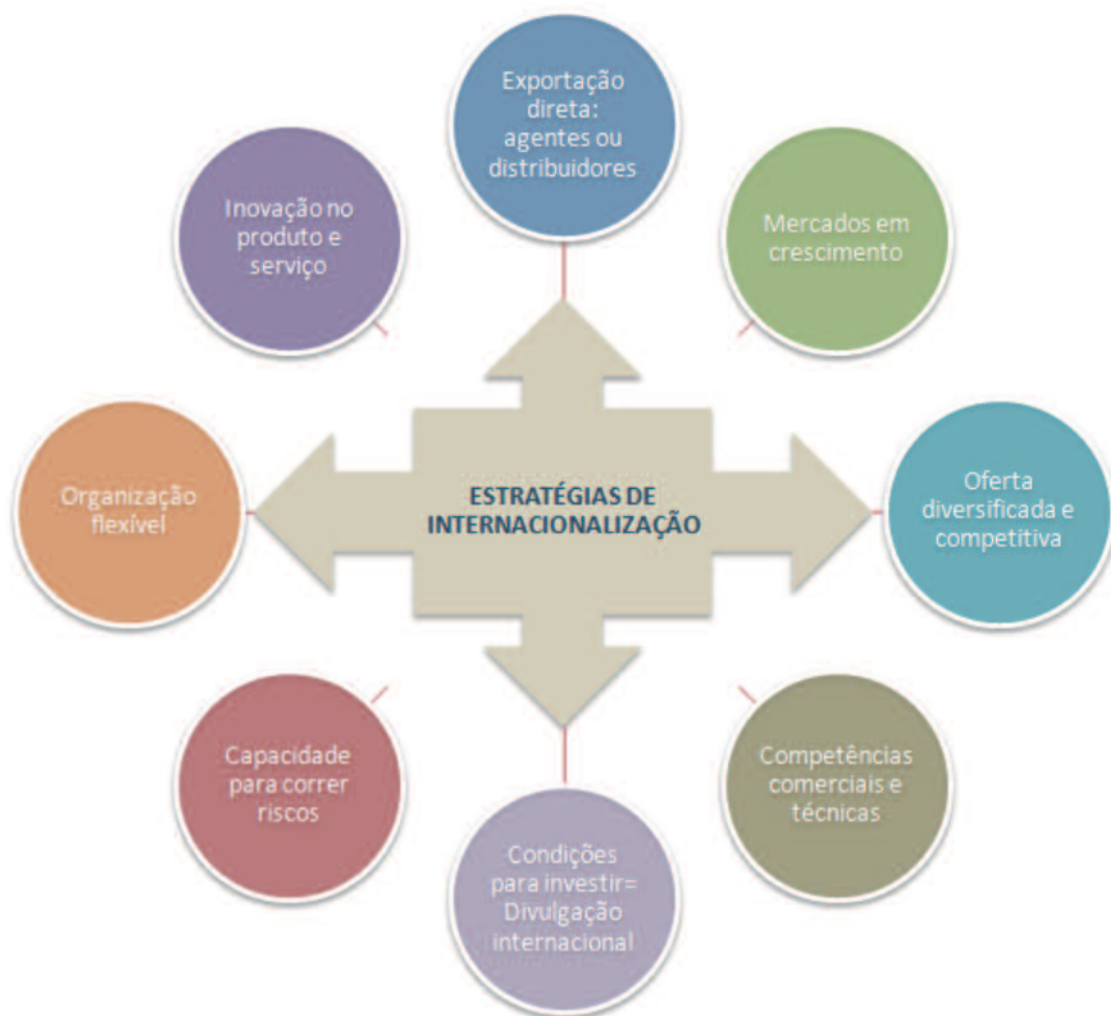 Exportação
direta:
agentes ou
distribuidores
Mercados em
crescimento
Oferta
diversificada e
competitiva
Competências
comerciais e
técnicas
Condições
para investir=
Divulgação
internacional
Capacidade
para correr
riscos
Organização
flexível
Inovação no
produto e
serviço
ESTRATÉGIAS DE
INTERNACIONALIZAÇÃO